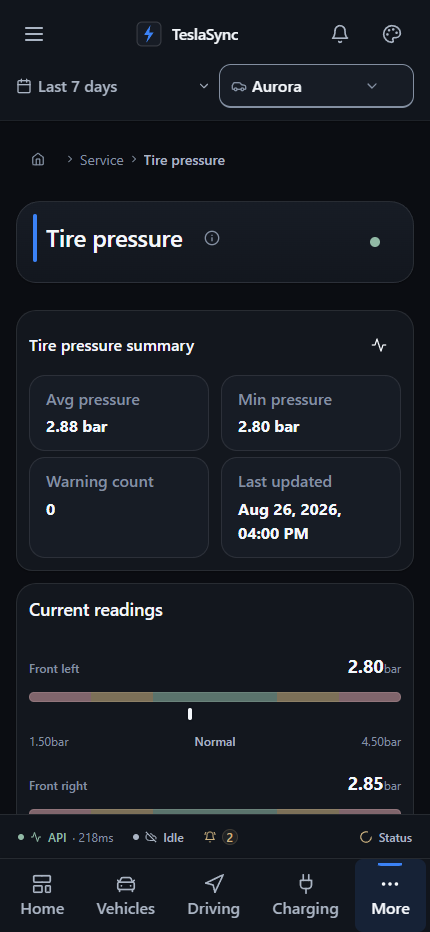 TeslaSync
Last 7 days
Aurora
Service
Tire pressure
Tire pressure
Tire pressure summary
Avg pressure
2.88 bar
Min pressure
2.80 bar
Warning count
0
Last updated
Aug 26, 2026,
04:00 PM
Current readings
Front left
2.80bar
1.50bar
Normal
4.50bar
Front right
2.85bar
API · 218ms
Idle
2
Status
Home
Vehicles
Driving
Charging
More